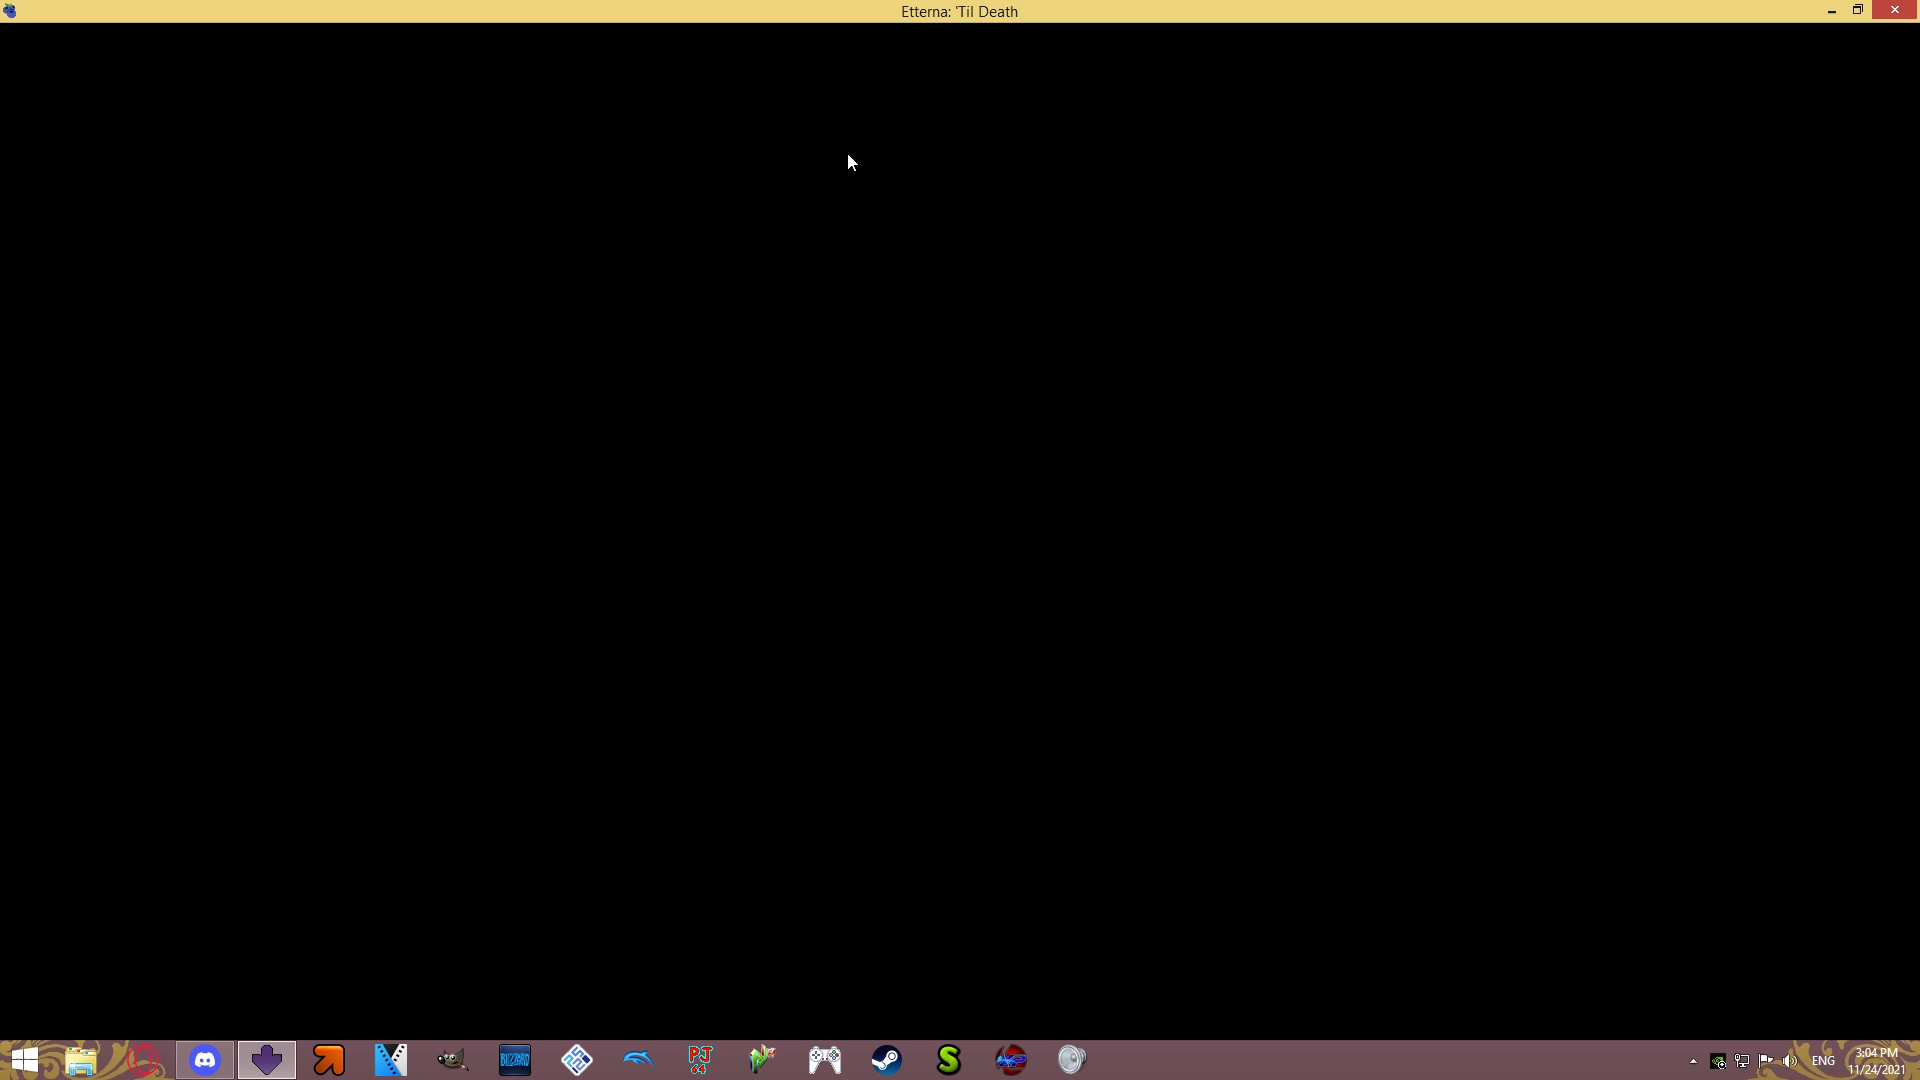 Etterna: 'Til Death
BLIZZARD
PJ
64
S
ENG
3:04 PM
11/24/2021